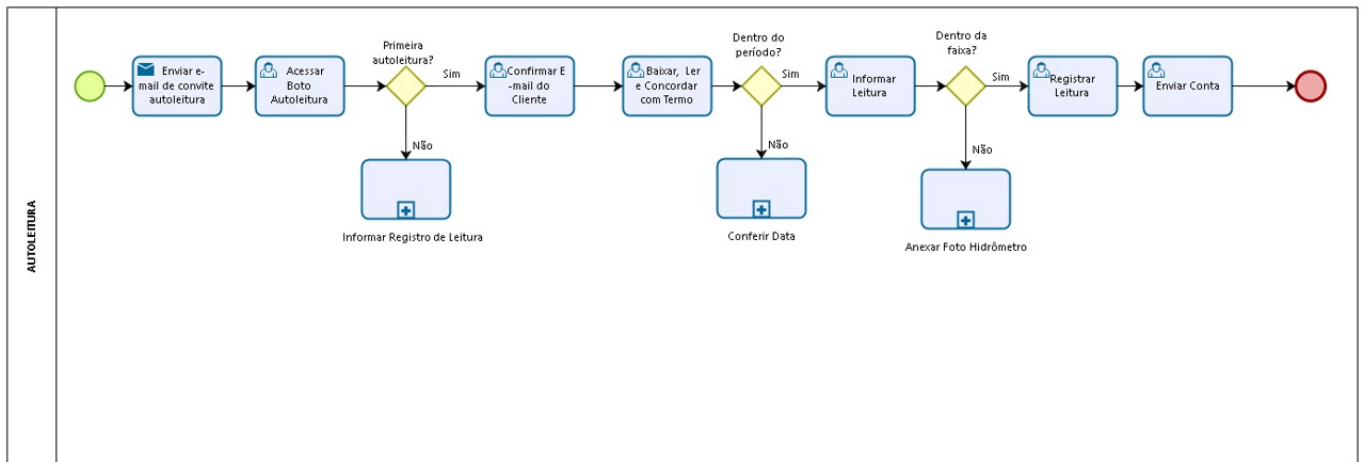 AUTOLEITURA
Enviar e-
mail de convite
autoleitura
Acessar
Boto
Autoleitura
Primeira
autoleitura?
Sim
Não
Informar Registro de Leitura
Confirmar E
-mail do
Cliente
Baixar, Ler
e Concordar
com Termo
Dentro do
período?
Sim
Não
Conferir Data
Informar
Leitura
Dentro da
faixa?
Sim
Não
Anexar Foto Hidrômetro
Registrar
Leitura
Enviar Conta